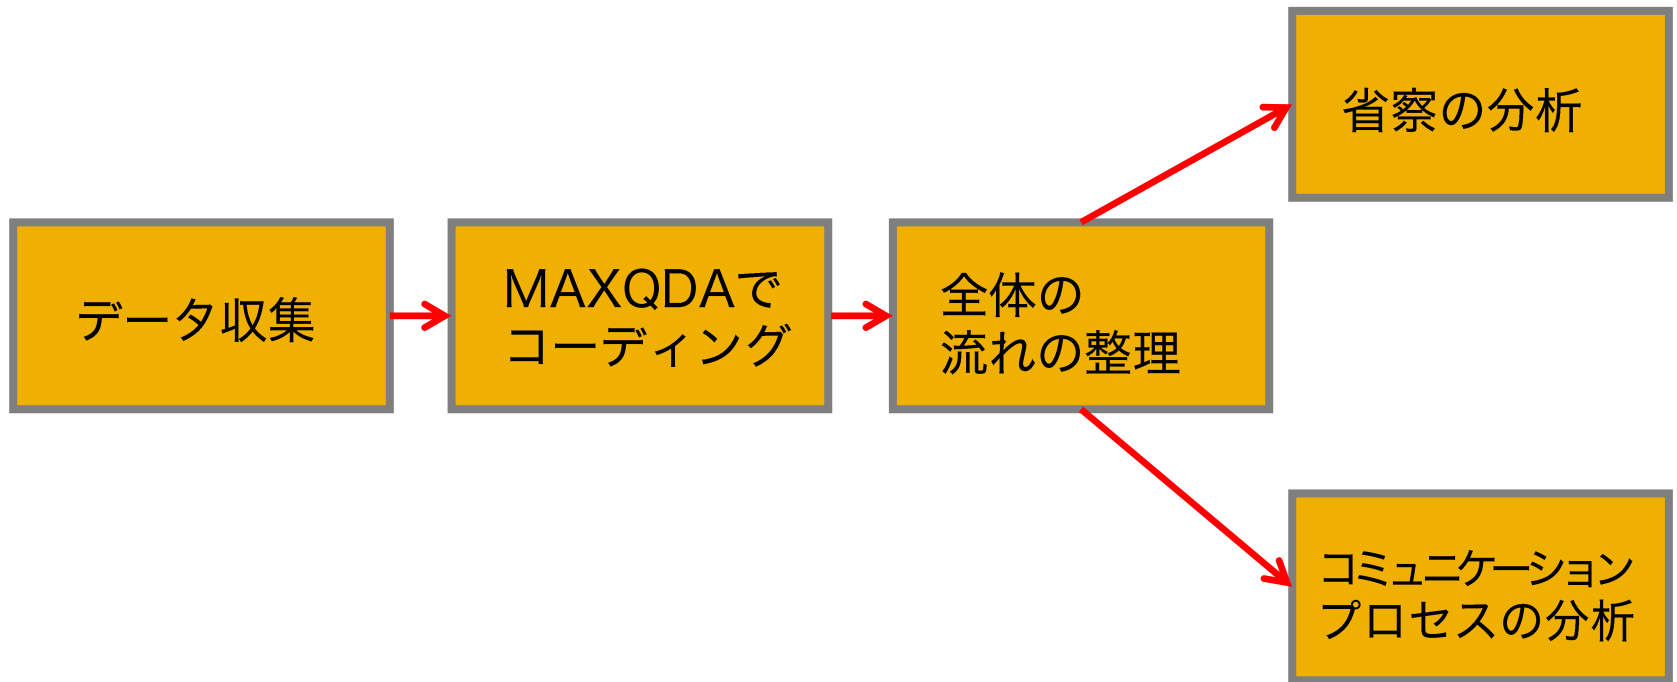 データ収集
MAXQDAで
コーディング
全体の
流れの整理
省察の分析
コミュニケーション
プロセスの分析